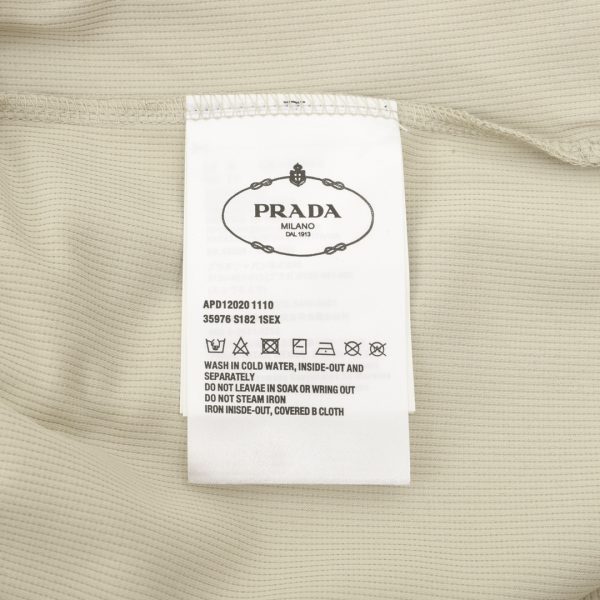 PRADA
MILANO
DAL 1913
APD12020 1110
35976 S182 1SEX
WASH IN COLD WATER, INSIDE-OUT AND
SEPARATELY
DO NOT LEAVAE IN SOAK OR WRING OUT
DO NOT STEAM IRON
IRON INISDE-OUT, COVERED B CLOTH